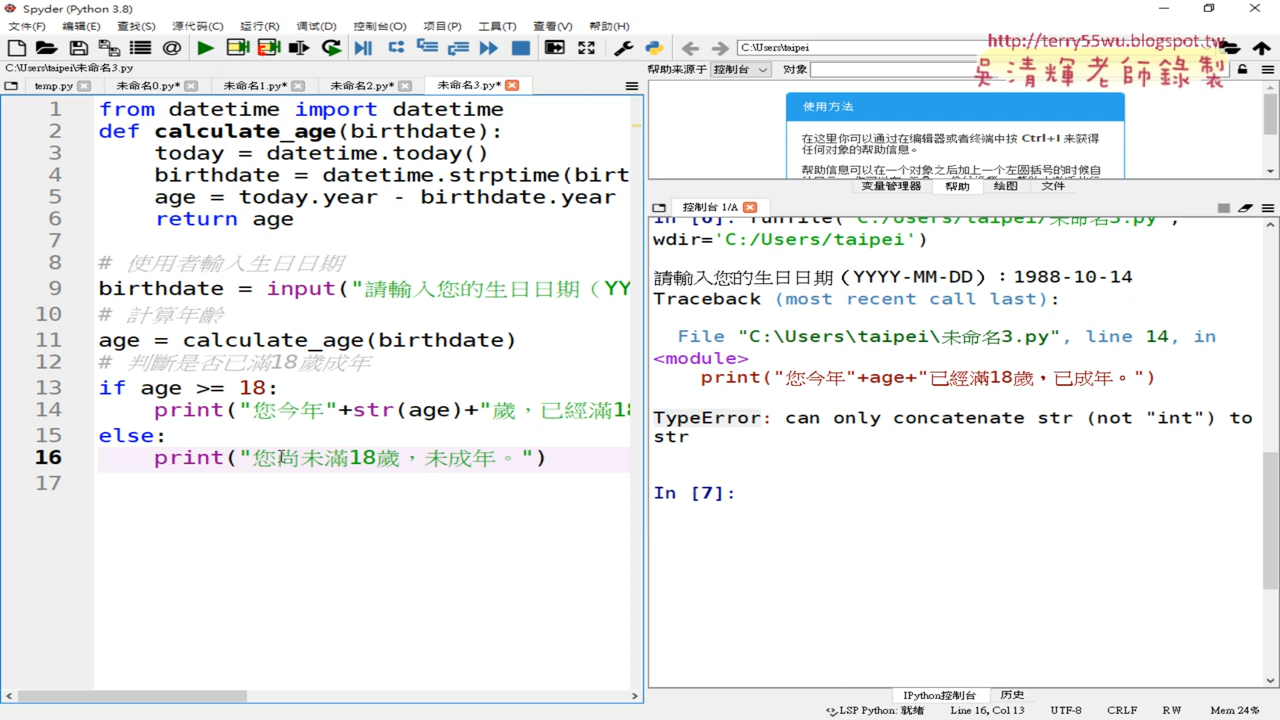 Spyder (Python 3.8)
文件(F) 编辑(E) 查找(S) 源代码(C) 运行(R) 调试(D) 控制台(O) 项目(P) 工具(T) 查看(V) 帮助(H)
C:\Users\taipei
http://terry55wu.blogspot.tw
吳清輝老師錄製
C:\Users\taipei\未命名3.py
temp.py 未命名0.py* 未命名1.py* 未命名2.py* 未命名3.py*
1 from datetime import datetime
2 def calculate_age(birthdate):
3 today = datetime.today()
4 birthdate = datetime.strptime(birt
5 age = today.year - birthdate.year
6 return age
7
8 # 使用者輸入生日日期
9 birthdate = input("請輸入您的生日日期（YY
10 # 計算年齡
11 age = calculate_age(birthdate)
12 # 判斷是否已滿18歲成年
13 if age >= 18:
14 print("您今年"+str(age)+"歲，已經滿18
15 else:
16 print("您尚未滿18歲，未成年。")
17
帮助来源于 控制台 对象
使用方法
在这里你可以通过在编辑器或者终端中按 Ctrl+I 来获得
任何对象的帮助信息。
帮助信息可以在一个对象之后加上一个左圆括号的时候自
变量管理器 帮助 绘图 文件
控制台 1/A
In [6]: runfile('C:/Users/taipei/未命名3.py',
wdir='C:/Users/taipei')
請輸入您的生日日期（YYYY-MM-DD）：1988-10-14
Traceback (most recent call last):
File "C:\Users\taipei\未命名3.py", line 14, in
<module>
print("您今年"+age+"已經滿18歲，已成年。")
TypeError: can only concatenate str (not "int") to
str
In [7]:
IPython控制台 历史
LSP Python: 就绪 Line 16, Col 13 UTF-8 CRLF RW Mem 24%